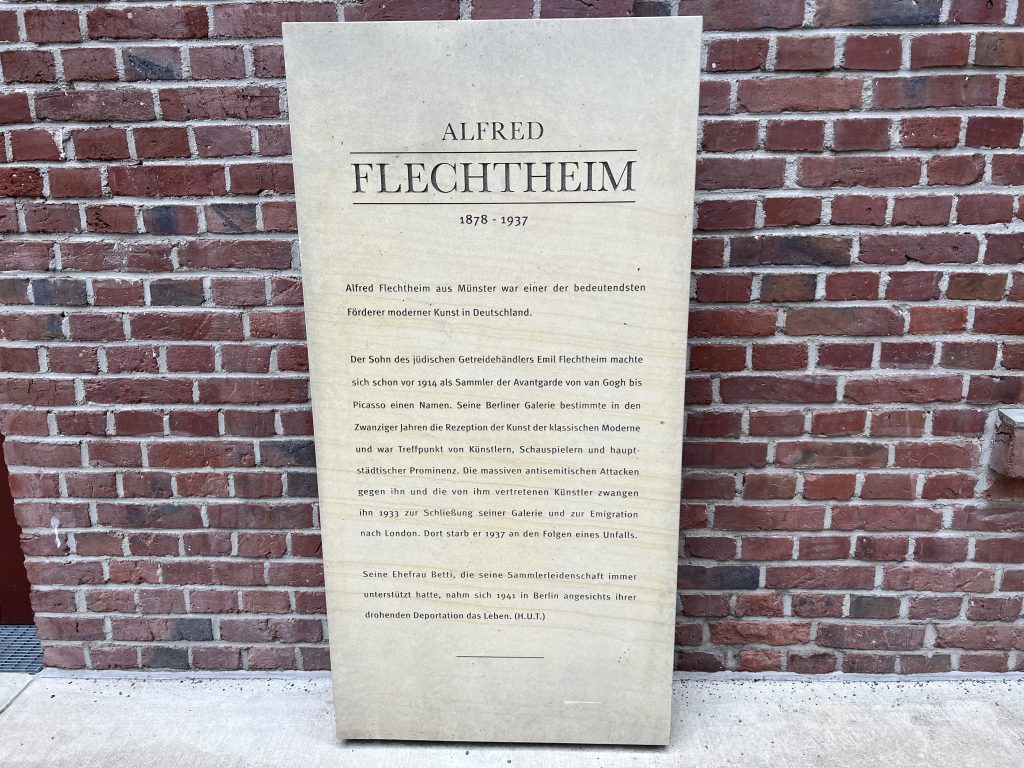 ALFRED
FLECHTHEIM
1878 - 1937
Alfred Flechtheim aus Münster war einer der bedeutendsten
Förderer moderner Kunst in Deutschland.
Der Sohn des jüdischen Getreidehändlers Emil Flechtheim machte
sich schon vor 1914 als Sammler der Avantgarde von van Gogh bis
Picasso einen Namen. Seine Berliner Galerie bestimmte in den
Zwanziger Jahren die Rezeption der Kunst der klassischen Moderne
und war Treffpunkt von Künstlern, Schauspielern und haupt-
städtischer Prominenz. Die massiven antisemitischen Attacken
gegen ihn und die von ihm vertretenen Künstler zwangen
ihn 1933 zur Schließung seiner Galerie und zur Emigration
nach London. Dort starb er 1937 an den Folgen eines Unfalls.
Seine Ehefrau Betti, die seine Sammlerleidenschaft immer
unterstützt hatte, nahm sich 1941 in Berlin angesichts ihrer
drohenden Deportation das Leben. (H.U.T.)